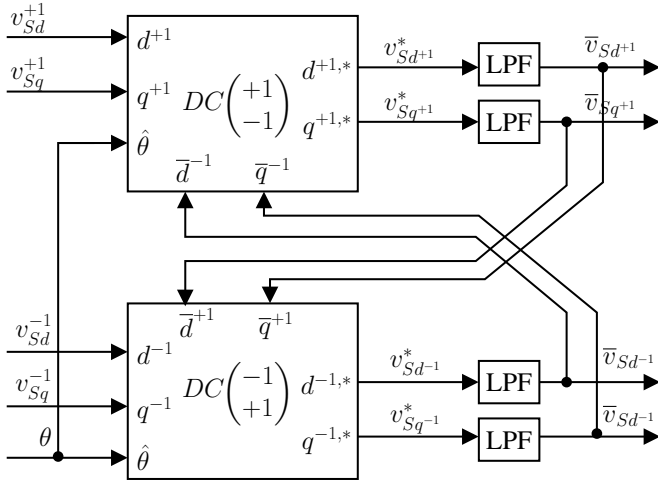 v_{Sd}^{+1}
d^{+1}
v_{Sq}^{+1}
q^{+1}
DC(+1 -1)
θ̂
d̅^{-1} q̅^{-1}
d^{+1,*}
v^*_{Sd^{+1}}
LPF
v̅_{Sd^{+1}}
q^{+1,*}
v^*_{Sq^{+1}}
LPF
v̅_{Sq^{+1}}
d̅^{+1} q̅^{+1}
v_{Sd}^{-1}
d^{-1}
v_{Sq}^{-1}
q^{-1}
DC(-1 +1)
θ
θ̂
d^{-1,*}
v^*_{Sd^{-1}}
LPF
v̅_{Sd^{-1}}
q^{-1,*}
v^*_{Sq^{-1}}
LPF
v̅_{Sd^{-1}}